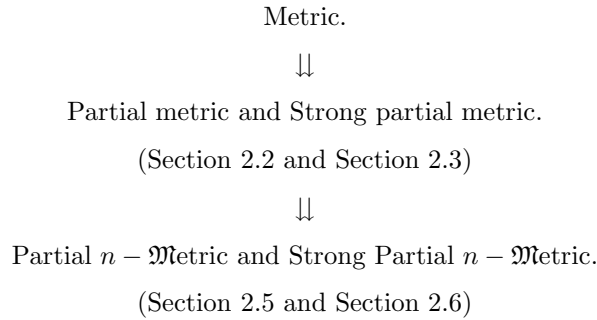 Metric.
⇊
Partial metric and Strong partial metric.
(Section 2.2 and Section 2.3)
⇊
Partial n − 𝔐etric and Strong Partial n − 𝔐etric.
(Section 2.5 and Section 2.6)